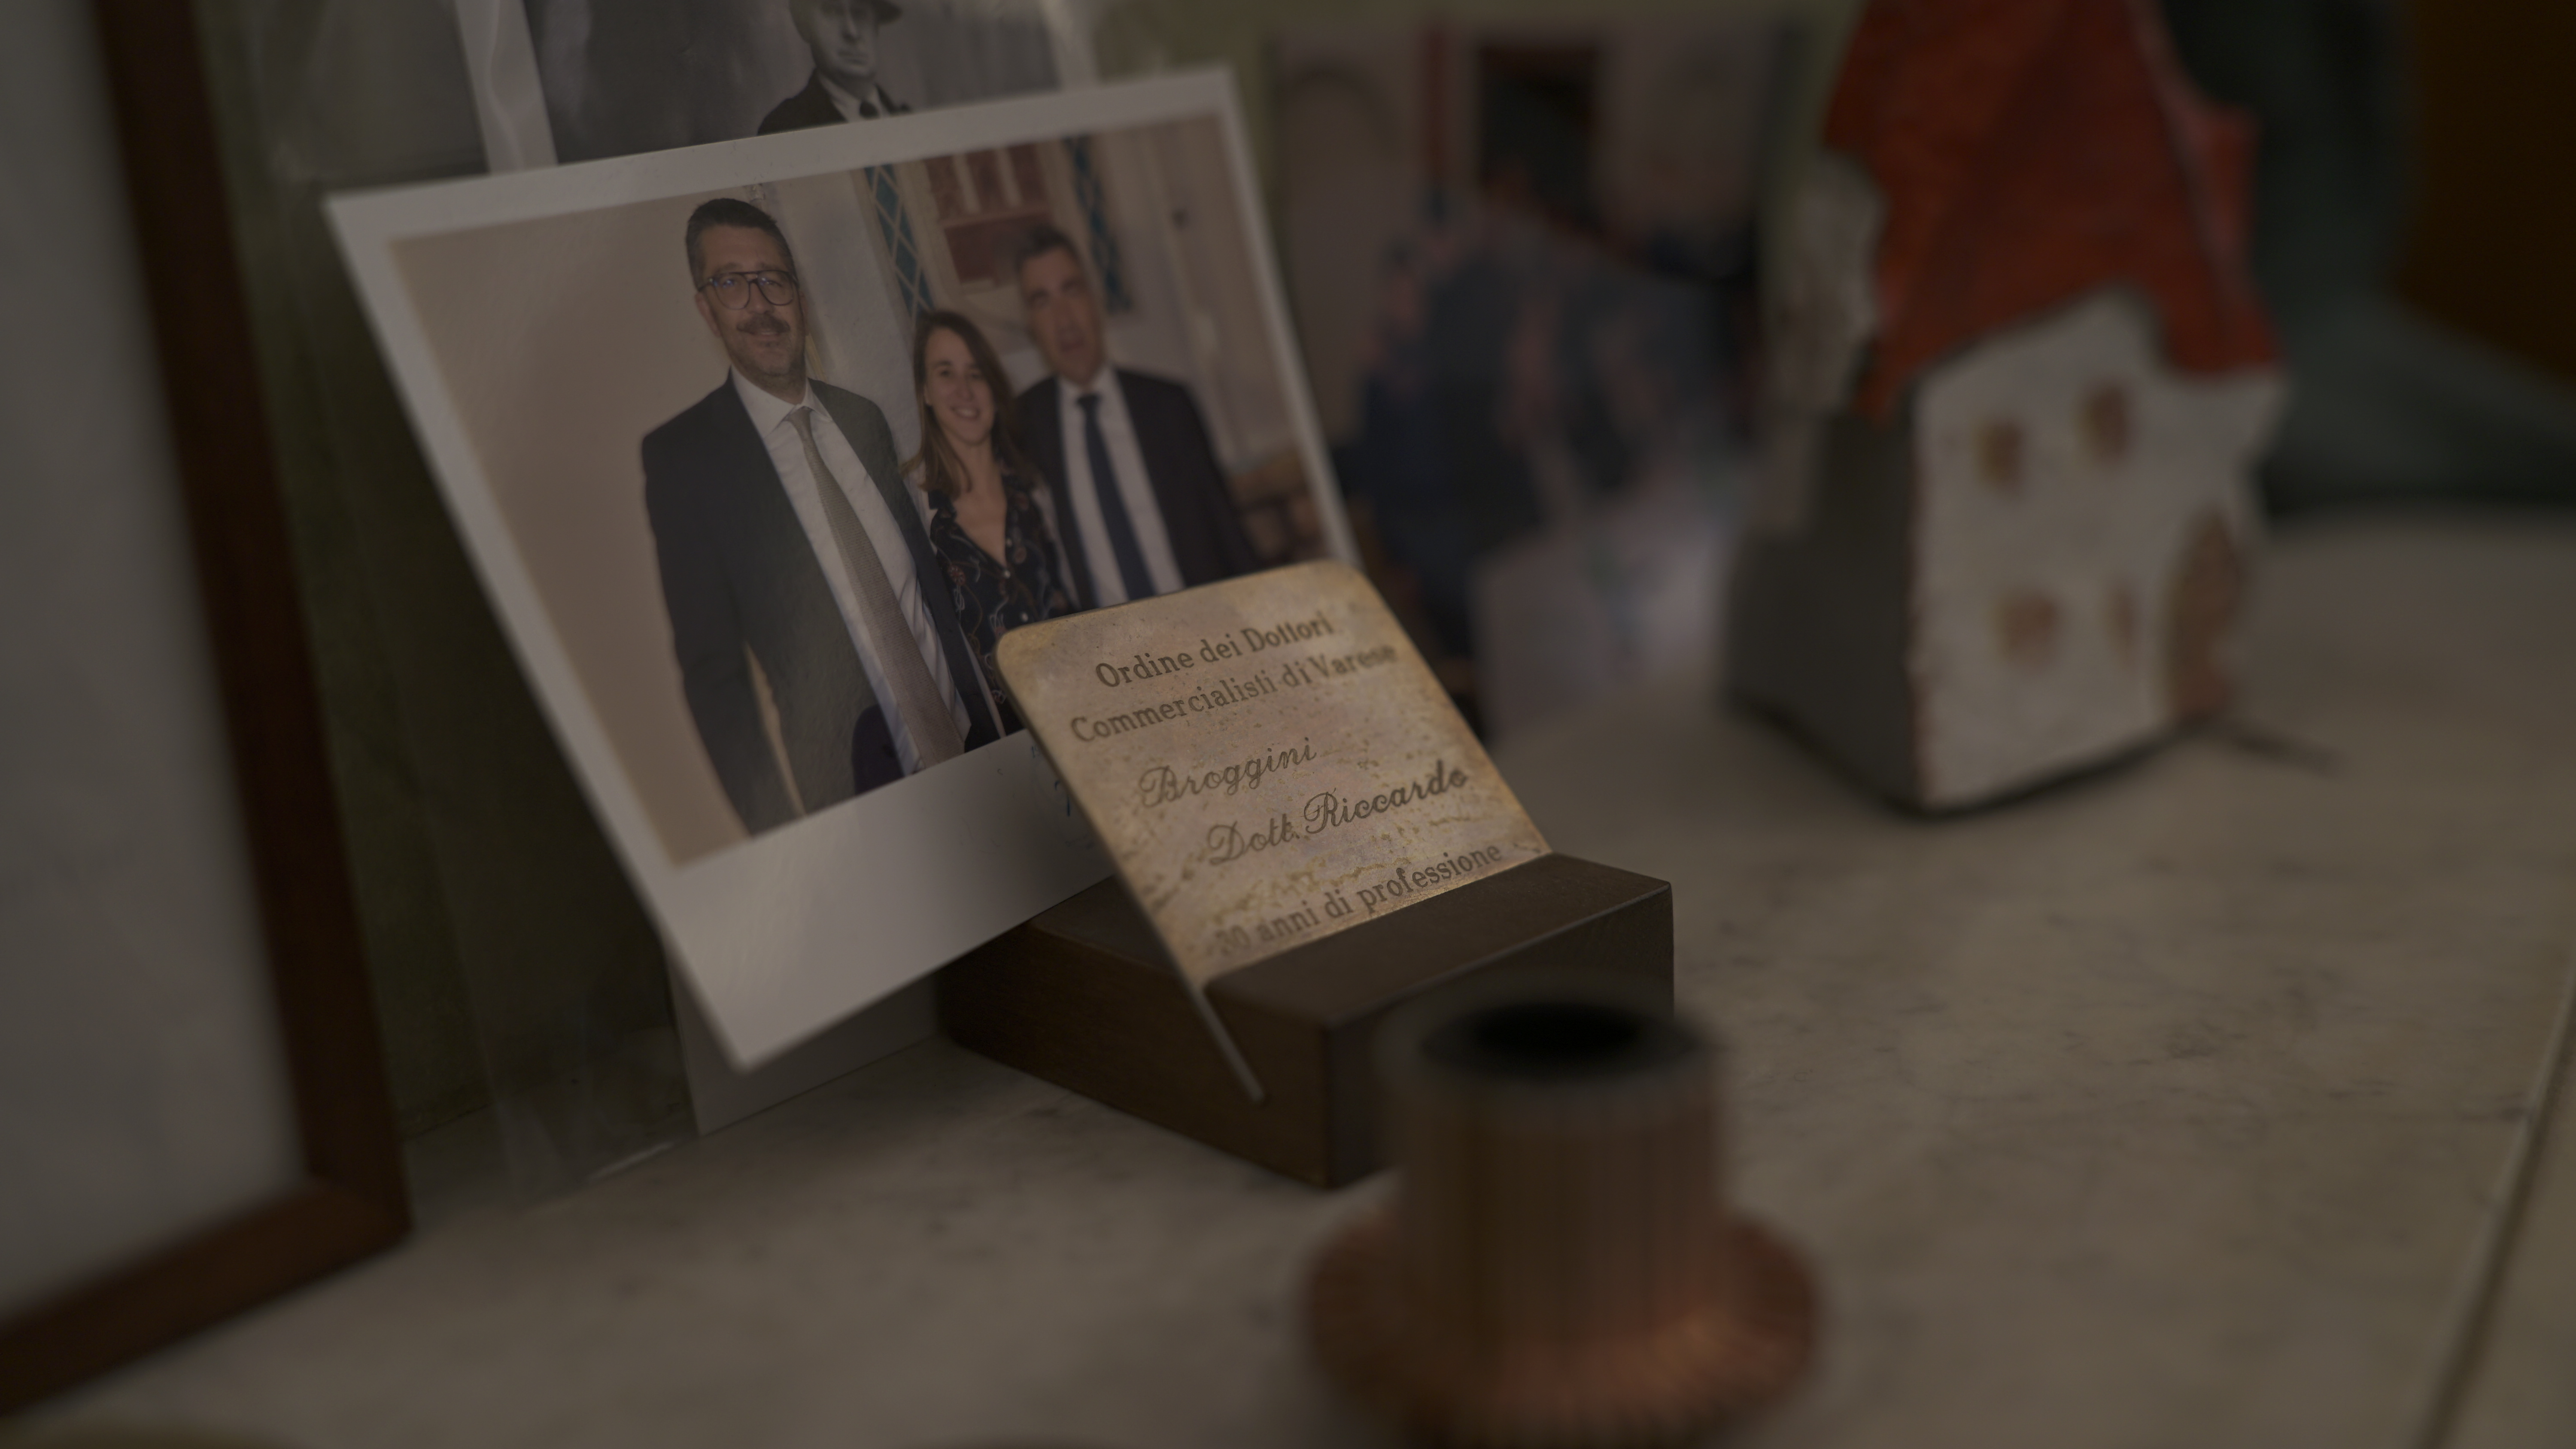 Ordine dei Dottori
Commercialisti di Varese
Broggini
Dott. Riccardo
30 anni di professione